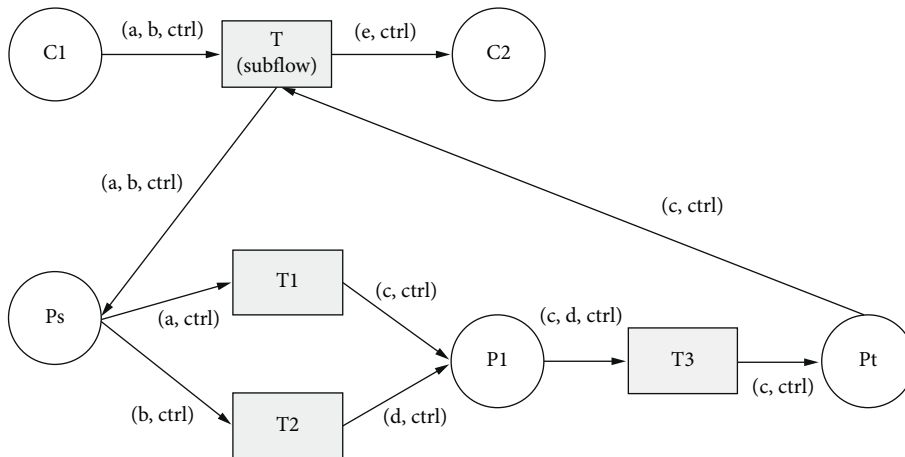 C1
(a, b, ctrl)
T
(subflow)
(e, ctrl)
C2
(a, b, ctrl)
(c, ctrl)
Ps
T1
(a, ctrl)
(c, ctrl)
(b, ctrl)
T2
(d, ctrl)
P1
(c, d, ctrl)
T3
(c, ctrl)
Pt